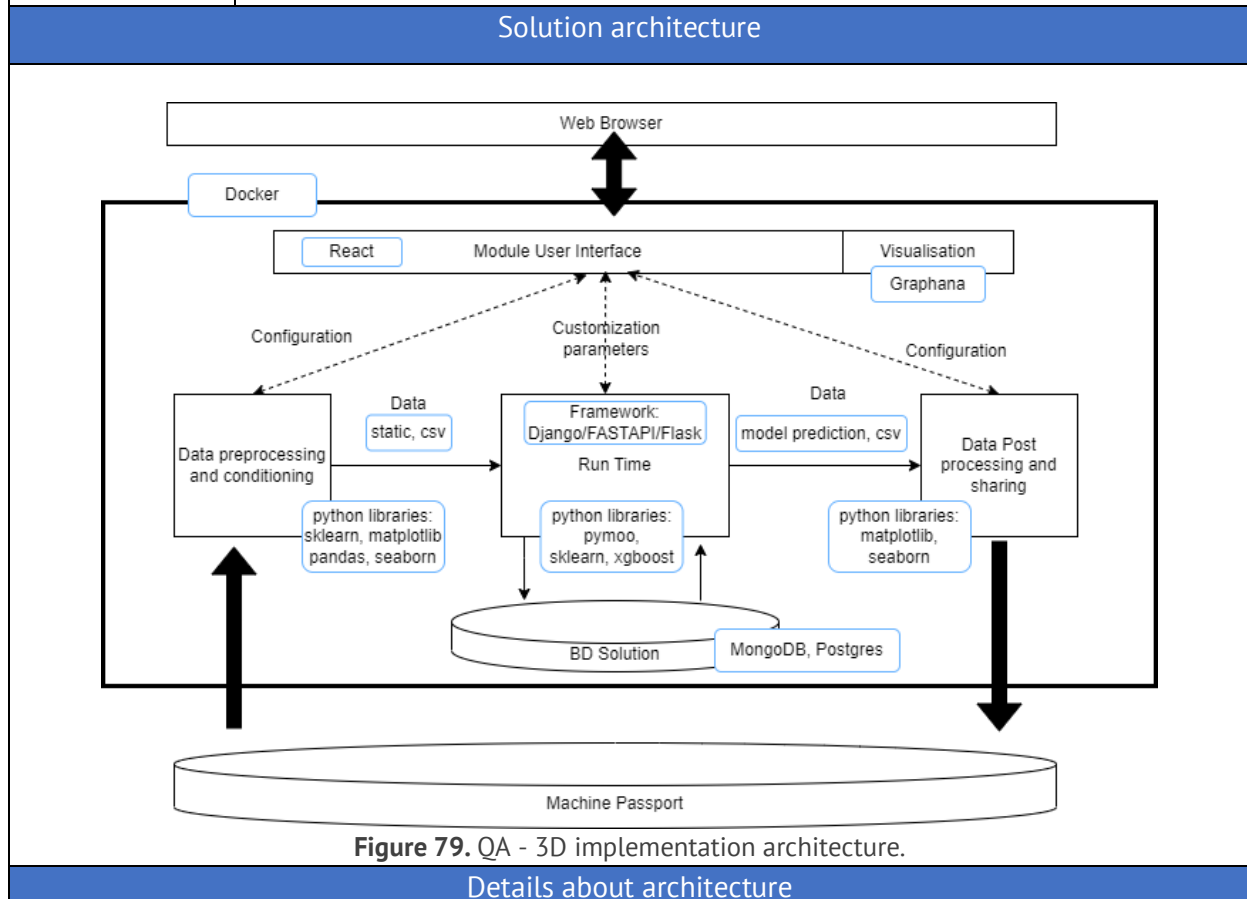 Solution architecture
Web Browser
Docker
React
Module User Interface
Visualisation
Graphana
Configuration
Customization
parameters
Configuration
Data preprocessing
and conditioning
Data
static, csv
Framework:
Django/FASTAPI/Flask
Run Time
Data
model prediction, csv
Data Post
processing and
sharing
python libraries:
sklearn, matplotlib
pandas, seaborn
python libraries:
pymoo,
sklearn, xgboost
python libraries:
matplotlib,
seaborn
BD Solution
MongoDB, Postgres
Machine Passport
Figure 79. QA - 3D implementation architecture.
Details about architecture